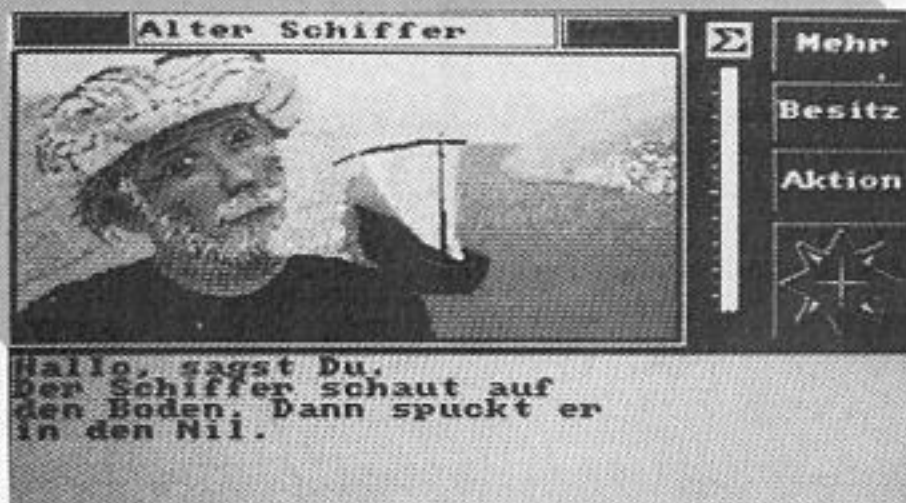 Alter Schiffer
Σ
Mehr
Besitz
Aktion
Hallo, sagst Du.
Der Schiffer schaut auf
den Boden. Dann spuckt er
in den Nil.